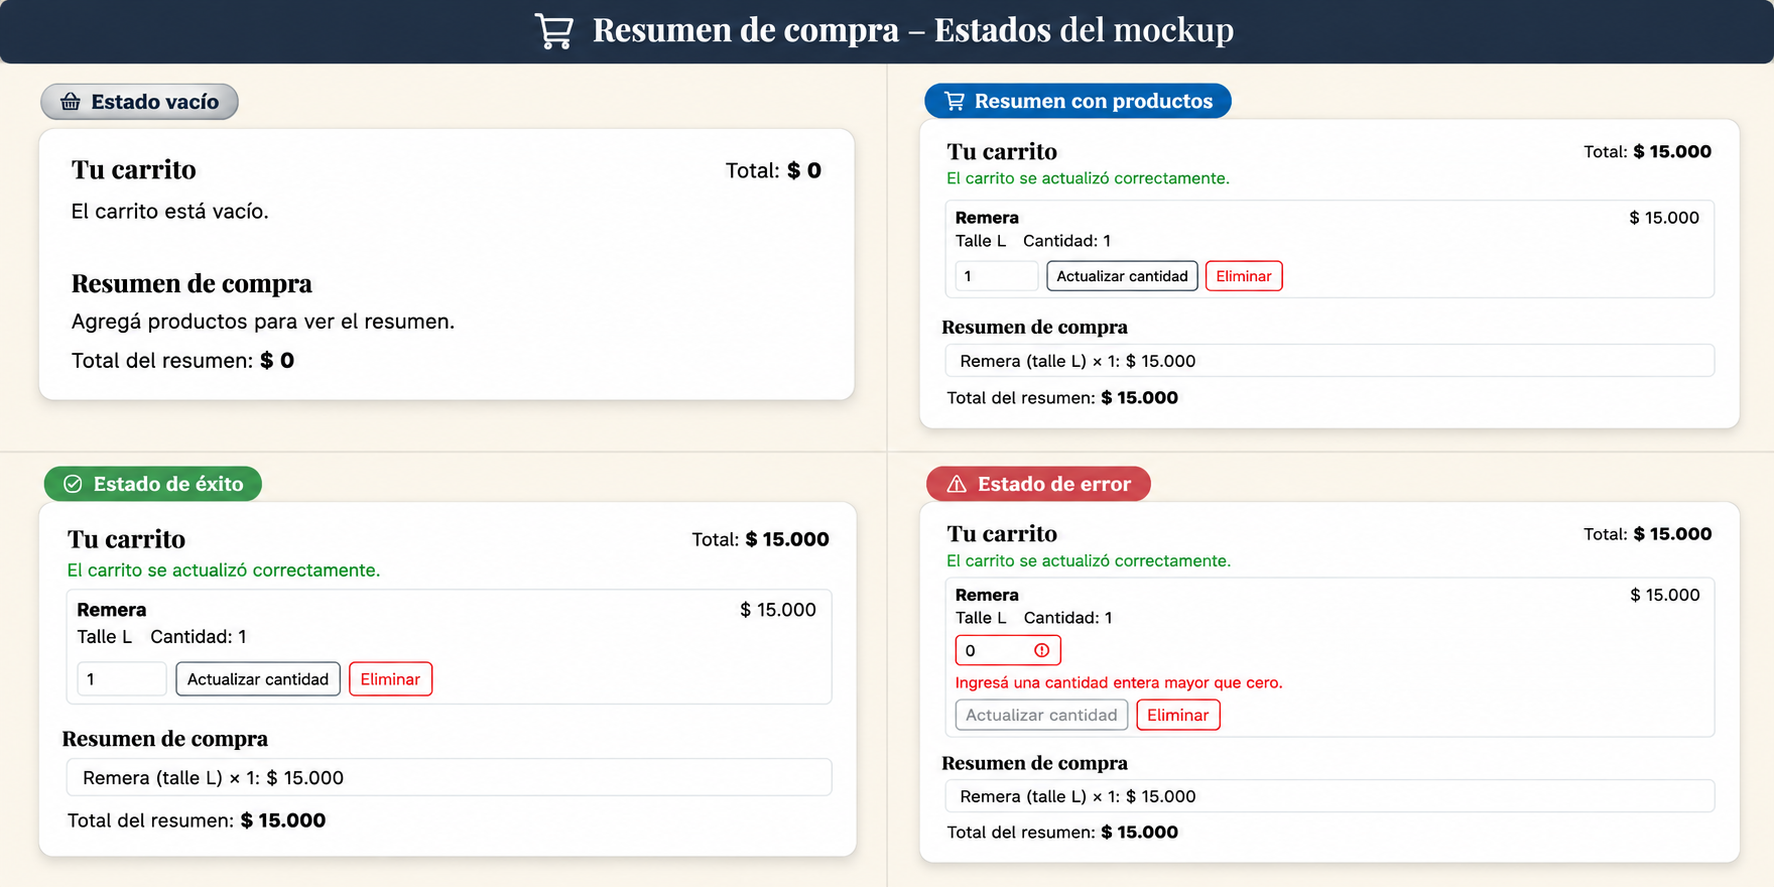 Resumen de compra – Estados del mockup
Estado vacío
Tu carrito
Total: $ 0
El carrito está vacío.
Resumen de compra
Agregá productos para ver el resumen.
Total del resumen: $ 0
Resumen con productos
Tu carrito
Total: $ 15.000
El carrito se actualizó correctamente.
Remera
$ 15.000
Talle L Cantidad: 1
1 Actualizar cantidad Eliminar
Resumen de compra
Remera (talle L) × 1: $ 15.000
Total del resumen: $ 15.000
Estado de éxito
Tu carrito
Total: $ 15.000
El carrito se actualizó correctamente.
Remera
$ 15.000
Talle L Cantidad: 1
1 Actualizar cantidad Eliminar
Resumen de compra
Remera (talle L) × 1: $ 15.000
Total del resumen: $ 15.000
Estado de error
Tu carrito
Total: $ 15.000
El carrito se actualizó correctamente.
Remera
$ 15.000
Talle L Cantidad: 1
0
Ingresá una cantidad entera mayor que cero.
Actualizar cantidad Eliminar
Resumen de compra
Remera (talle L) × 1: $ 15.000
Total del resumen: $ 15.000